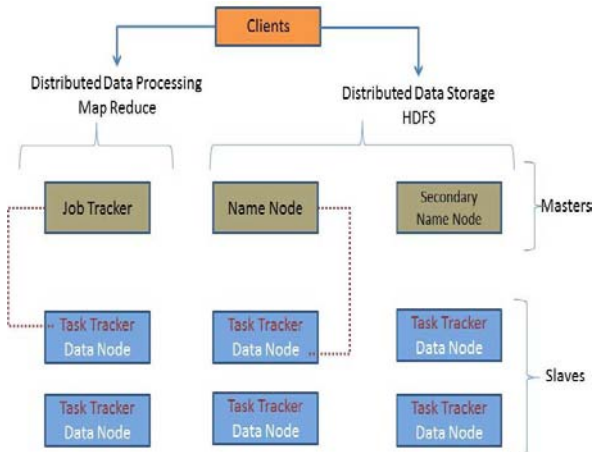 Clients
Distributed Data Processing
Map Reduce
Distributed Data Storage
HDFS
Job Tracker
Name Node
Secondary
Name Node
Masters
Task Tracker
Data Node
Task Tracker
Data Node
Task Tracker
Data Node
Slaves
Task Tracker
Data Node
Task Tracker
Data Node
Task Tracker
Data Node